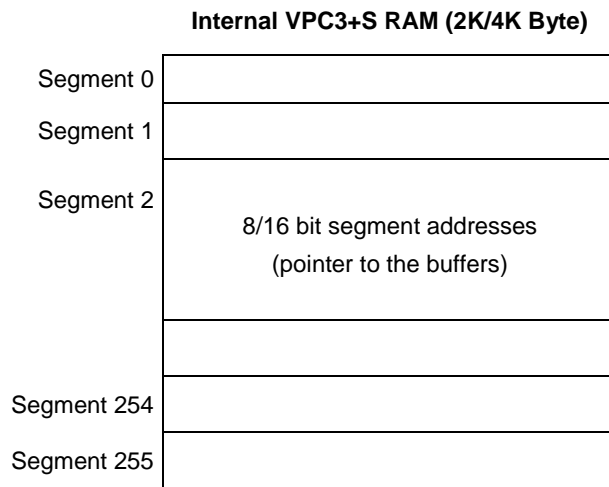 Internal VPC3+S RAM (2K/4K Byte)
Segment 0
Segment 1
Segment 2
8/16 bit segment addresses
(pointer to the buffers)
Segment 254
Segment 255